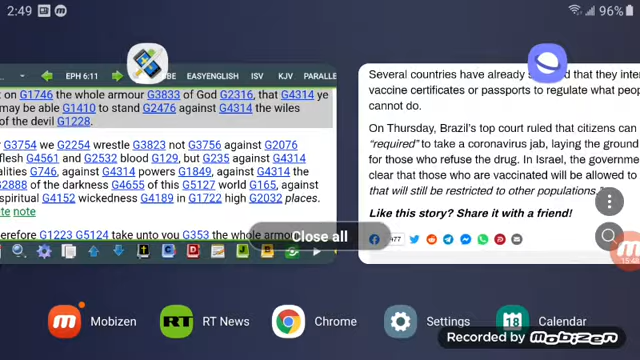 2:49
96%
EPH 6:11 BBE EASYENGLISH ISV KJV PARALLE
t on G1746 the whole armour G3833 of God G2316, that G4314 ye
may be able G1410 to stand G2476 against G4314 the wiles
of the devil G1228.
G3754 we G2254 wrestle G3823 not G3756 against G2076
flesh G4561 and G2532 blood G129, but G235 against G4314
alities G746, against G4314 powers G1849, against G4314 the
G2888 of the darkness G4655 of this G5127 world G165, against
spiritual G4152 wickedness G4189 in G1722 high G2032 places.
te note
erefore G1223 G5124 take unto you G353 the whole armou
Several countries have already that they inte
vaccine certificates or passports to regulate what peop
cannot do.
On Thursday, Brazil's top court ruled that citizens can
"required" to take a coronavirus jab, laying the ground
for those who refuse the drug. In Israel, the governme
clear that those who are vaccinated will be allowed to
that will still be restricted to other populations.
Like this story? Share it with a friend!
477
Close all
Mobizen RT News Chrome Settings 18 Calendar
RT
Recorded by mobizen